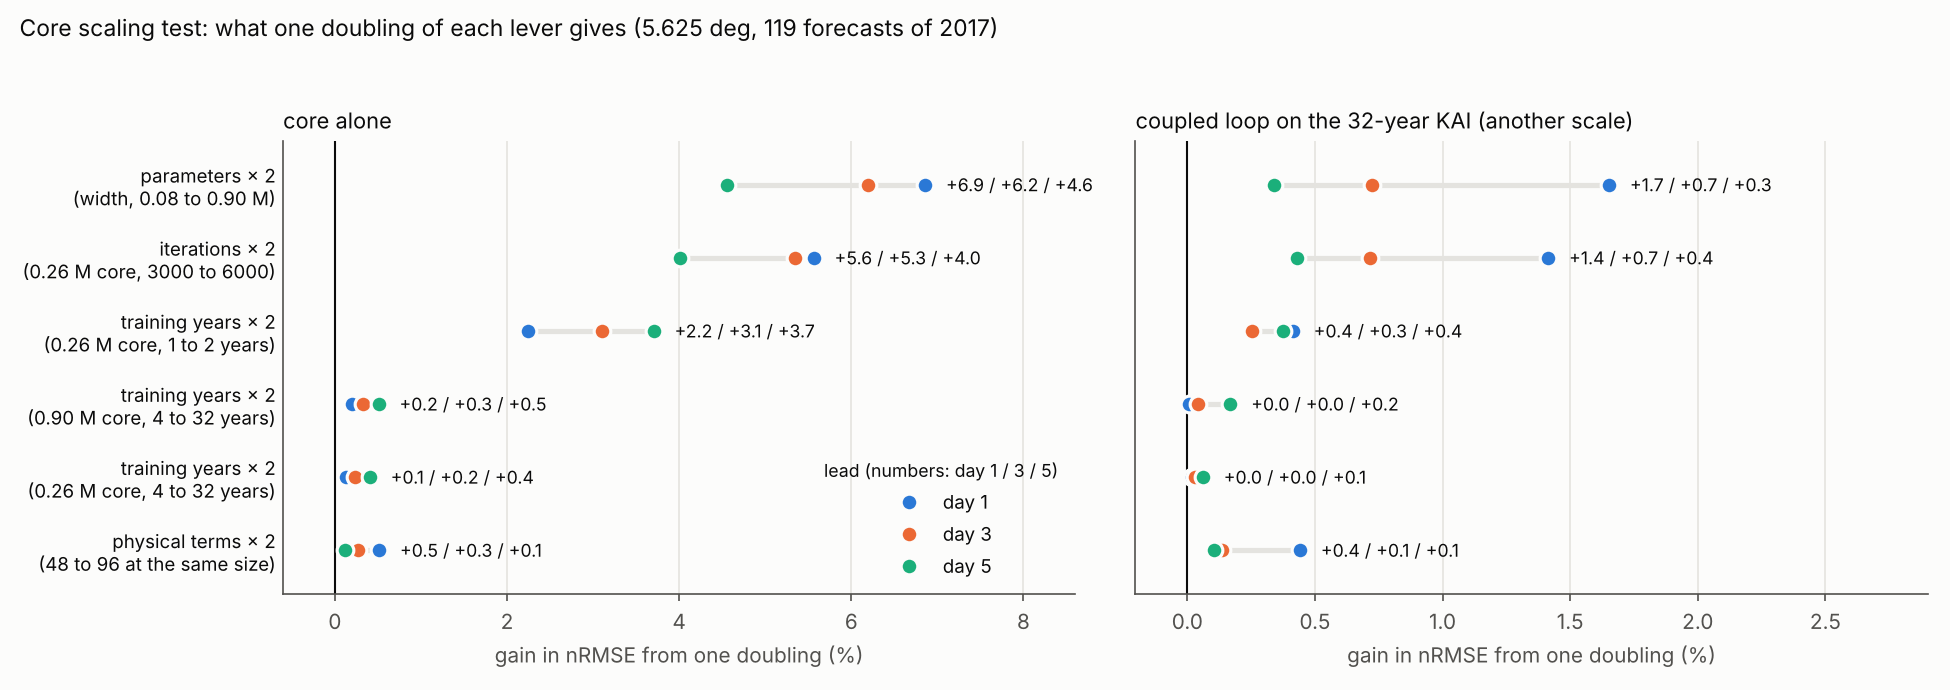 Core scaling test: what one doubling of each lever gives (5.625 deg, 119 forecasts of 2017)
core alone
parameters × 2
(width, 0.08 to 0.90 M)
+6.9 / +6.2 / +4.6
iterations × 2
(0.26 M core, 3000 to 6000)
+5.6 / +5.3 / +4.0
training years × 2
(0.26 M core, 1 to 2 years)
+2.2 / +3.1 / +3.7
training years × 2
(0.90 M core, 4 to 32 years)
+0.2 / +0.3 / +0.5
training years × 2
(0.26 M core, 4 to 32 years)
+0.1 / +0.2 / +0.4
physical terms × 2
(48 to 96 at the same size)
+0.5 / +0.3 / +0.1
lead (numbers: day 1 / 3 / 5)
day 1
day 3
day 5
0 2 4 6 8
gain in nRMSE from one doubling (%)
coupled loop on the 32-year KAI (another scale)
+1.7 / +0.7 / +0.3
+1.4 / +0.7 / +0.4
+0.4 / +0.3 / +0.4
+0.0 / +0.0 / +0.2
+0.0 / +0.0 / +0.1
+0.4 / +0.1 / +0.1
0.0 0.5 1.0 1.5 2.0 2.5
gain in nRMSE from one doubling (%)